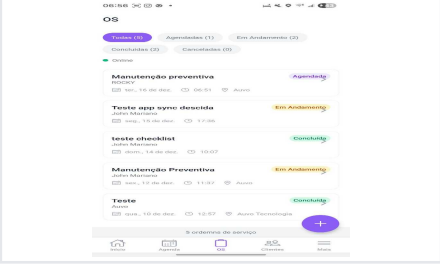 06:56
OS
Todas (5)
Agendadas (1)
Em Andamento (2)
Concluídas (2)
Canceladas (0)
Online
Manutenção preventiva
Agendada
ROCKY
ter., 16 de dez.
06:51
Auvo
Teste app sync descida
Em Andamento
John Mariano
seg., 15 de dez.
17:36
teste checklist
Concluída
John Mariano
dom., 14 de dez.
10:07
Manutenção Preventiva
Em Andamento
John Mariano
sex., 12 de dez.
11:57
Auvo
Teste
Concluída
Auvo
qua., 10 de dez.
12:57
Auvo Tecnologia
5 ordens de serviço
Início
Agenda
OS
Clientes
Mais